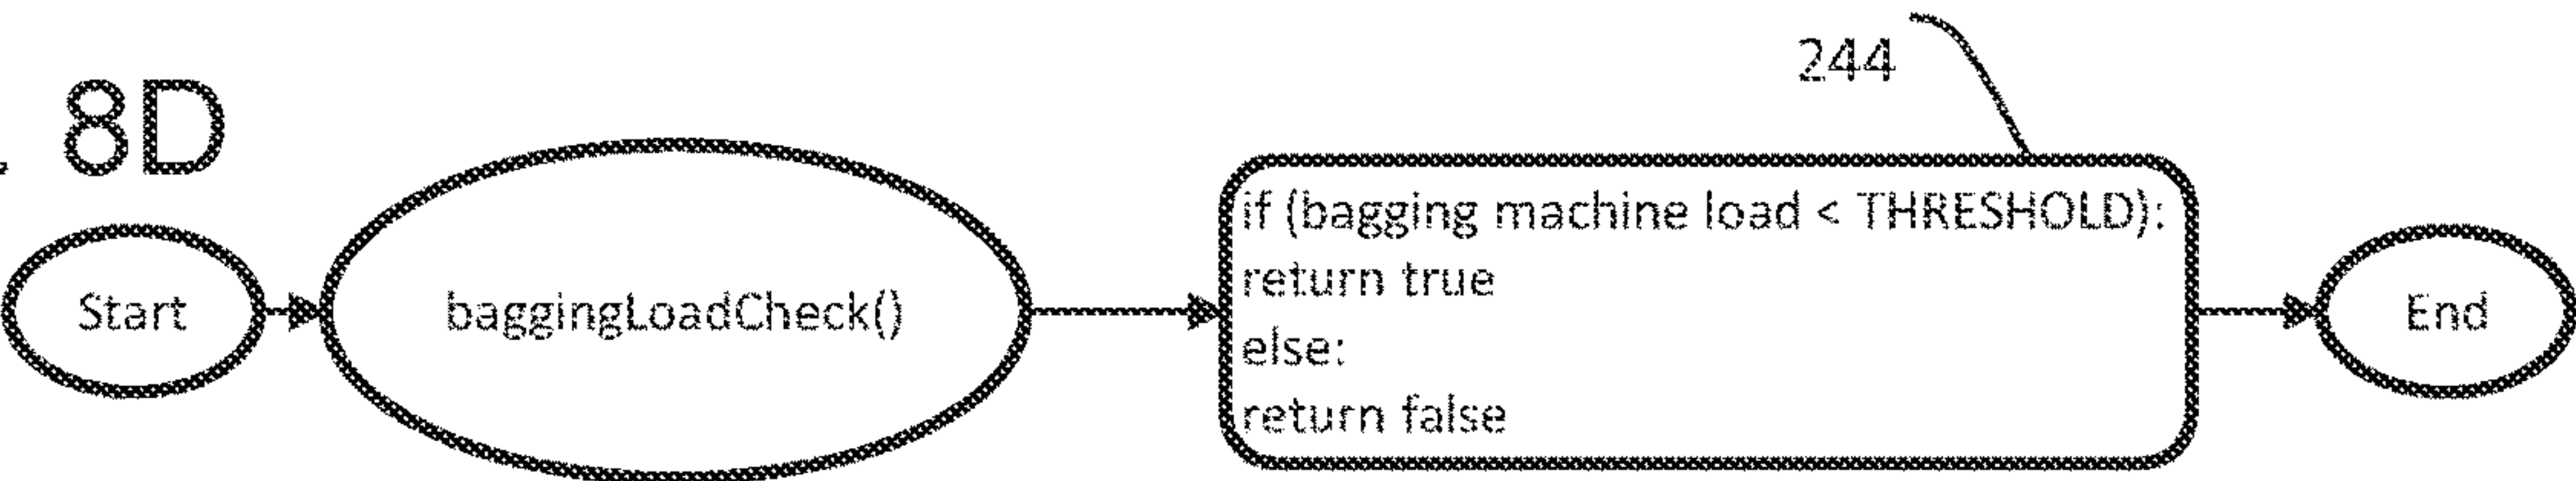 244
. 8D
if (bagging machine load < THRESHOLD):
return true
Start
baggingLoadCheck()
End
else:
return false